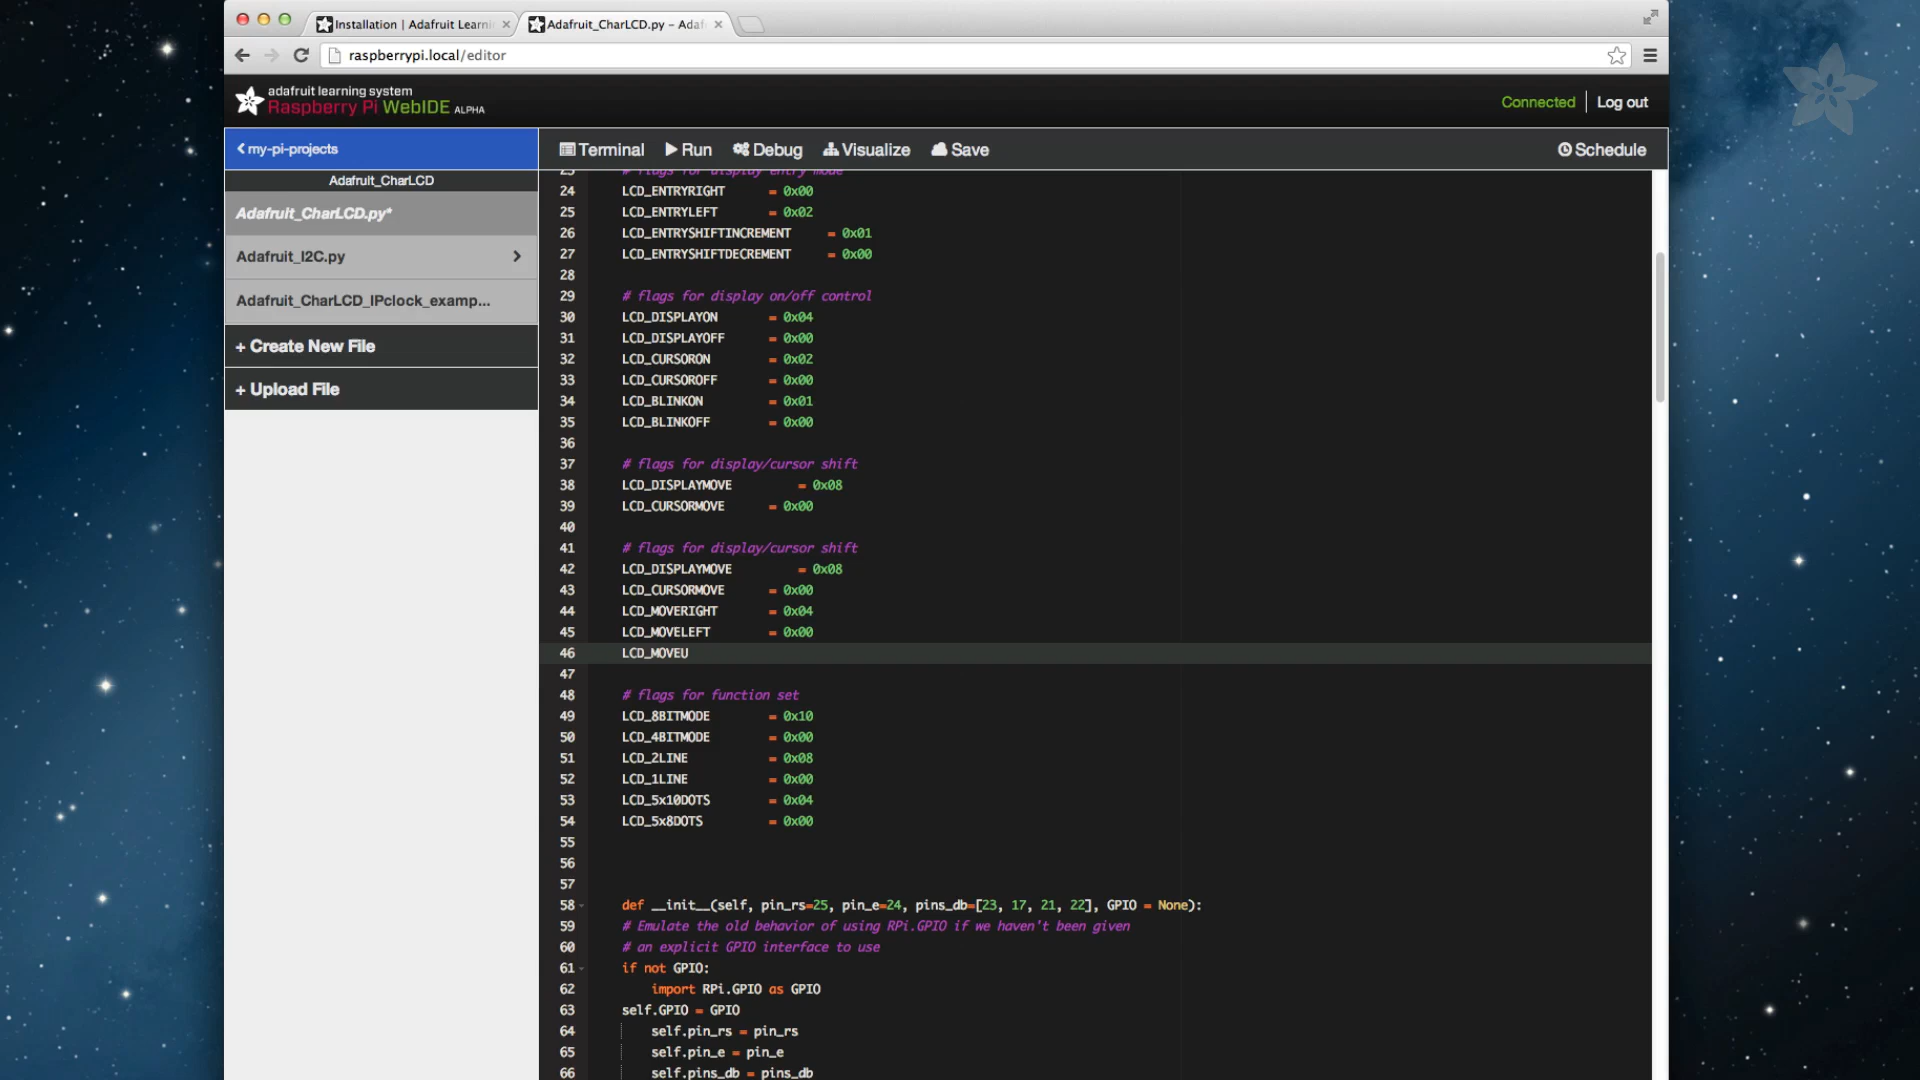 Installation | Adafruit Learni
Adafruit_CharLCD.py – Adaf
raspberrypi.local/editor
adafruit learning system
Raspberry Pi WebIDE ALPHA
Connected
Log out
my-pi-projects
Terminal
Run
Debug
Visualize
Save
Schedule
Adafruit_CharLCD
Adafruit_CharLCD.py*
Adafruit_I2C.py
Adafruit_CharLCD_IPclock_examp...
+ Create New File
+ Upload File
23 # flags for display entry mode
24 LCD_ENTRYRIGHT = 0x00
25 LCD_ENTRYLEFT = 0x02
26 LCD_ENTRYSHIFTINCREMENT = 0x01
27 LCD_ENTRYSHIFTDECREMENT = 0x00
28
29 # flags for display on/off control
30 LCD_DISPLAYON = 0x04
31 LCD_DISPLAYOFF = 0x00
32 LCD_CURSORON = 0x02
33 LCD_CURSOROFF = 0x00
34 LCD_BLINKON = 0x01
35 LCD_BLINKOFF = 0x00
36
37 # flags for display/cursor shift
38 LCD_DISPLAYMOVE = 0x08
39 LCD_CURSORMOVE = 0x00
40
41 # flags for display/cursor shift
42 LCD_DISPLAYMOVE = 0x08
43 LCD_CURSORMOVE = 0x00
44 LCD_MOVERIGHT = 0x04
45 LCD_MOVELEFT = 0x00
46 LCD_MOVEU
47
48 # flags for function set
49 LCD_8BITMODE = 0x10
50 LCD_4BITMODE = 0x00
51 LCD_2LINE = 0x08
52 LCD_1LINE = 0x00
53 LCD_5x10DOTS = 0x04
54 LCD_5x8DOTS = 0x00
55
56
57
58 def __init__(self, pin_rs=25, pin_e=24, pins_db=[23, 17, 21, 22], GPIO = None):
59 # Emulate the old behavior of using RPi.GPIO if we haven't been given
60 # an explicit GPIO interface to use
61 if not GPIO:
62 import RPi.GPIO as GPIO
63 self.GPIO = GPIO
64 self.pin_rs = pin_rs
65 self.pin_e = pin_e
66 self.pins_db = pins_db